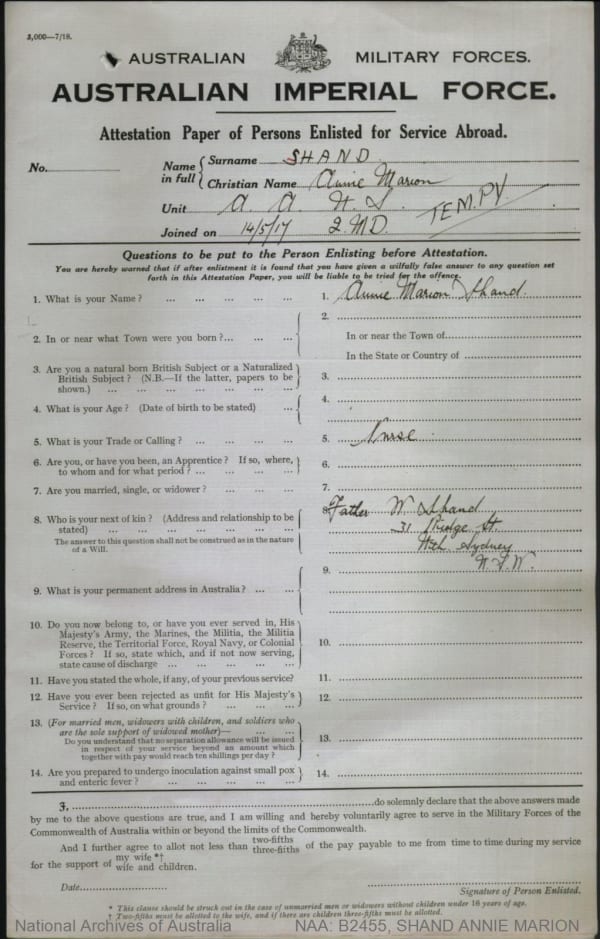 2,000—7/18.
AUSTRALIAN MILITARY FORCES.
AUSTRALIAN IMPERIAL FORCE.
Attestation Paper of Persons Enlisted for Service Abroad.
No.
Name in full { Surname SHAND
Christian Name Annie Marion
Unit A. A. N. S. TEMPY
Joined on 14/5/17 2.MD.
Questions to be put to the Person Enlisting before Attestation.
You are hereby warned that if after enlistment it is found that you have given a wilfully false answer to any question set
forth in this Attestation Paper, you will be liable to be tried for the offence.
1. What is your Name? ... ... ... ... ... 1. Annie Marion Shand.
2. In or near what Town were you born? ... ... ... 2.
In or near the Town of
In the State or Country of
3. Are you a natural born British Subject or a Naturalized
British Subject? (N.B.—If the latter, papers to be
shown.) ... ... ... ... ... ... 3.
4. What is your Age? (Date of birth to be stated) ... 4.
5. What is your Trade or Calling? ... ... ... 5. Nurse
6. Are you, or have you been, an Apprentice? If so, where,
to whom and for what period? ... ... ... ... 6.
7. Are you married, single, or widower? ... ... ... 7.
8. Who is your next of kin? (Address and relationship to be
stated) ... ... ... ... ... ...
The answer to this question shall not be construed as in the nature
of a Will.
8. Father W. Shand
31 Ridge St.
Nth Sydney
N.S.W.
9. What is your permanent address in Australia? ... ... 9.
10. Do you now belong to, or have you ever served in, His
Majesty's Army, the Marines, the Militia, the Militia
Reserve, the Territorial Force, Royal Navy, or Colonial
Forces? If so, state which, and if not now serving,
state cause of discharge ... ... ... ... 10.
11. Have you stated the whole, if any, of your previous service? 11.
12. Have you ever been rejected as unfit for His Majesty's
Service? If so, on what grounds? ... ... ... 12.
13. (For married men, widowers with children, and soldiers who
are the sole support of widowed mother)— ... ...
Do you understand that no separation allowance will be issued
in respect of your service beyond an amount which
together with pay would reach ten shillings per day? ... 13.
14. Are you prepared to undergo inoculation against small pox
and enteric fever? ... ... ... ... ... 14.
I, do solemnly declare that the above answers made
by me to the above questions are true, and I am willing and hereby voluntarily agree to serve in the Military Forces of the
Commonwealth of Australia within or beyond the limits of the Commonwealth.
And I further agree to allot not less than two-fifths three-fifths of the pay payable to me from time to time during my service
for the support of my wife *† wife and children.
Date
Signature of Person Enlisted.
* This clause should be struck out in the case of unmarried men or widowers without children under 18 years of age.
† Two-fifths must be allotted to the wife, and if there are children three-fifths must be allotted.
National Archives of Australia NAA: B2455, SHAND ANNIE MARION